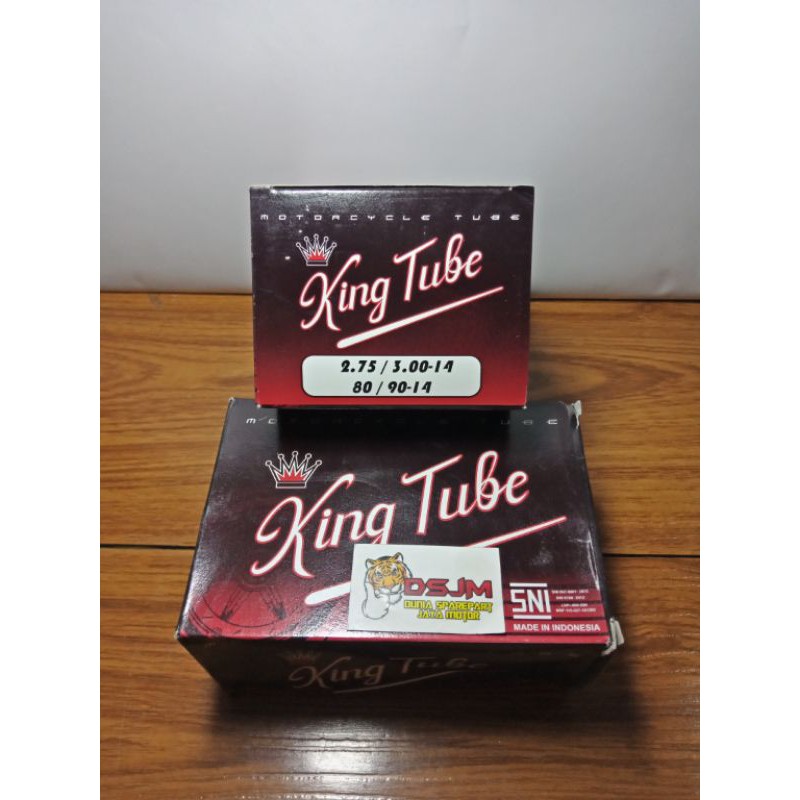 MOTORCYCLE TUBE
King Tube
2.75 / 3.00-14
80 / 90-14
King Tube
DSJM
DUNIA SPAREPART
JAYA MOTOR
SNI
MADE IN INDONESIA
King Tube